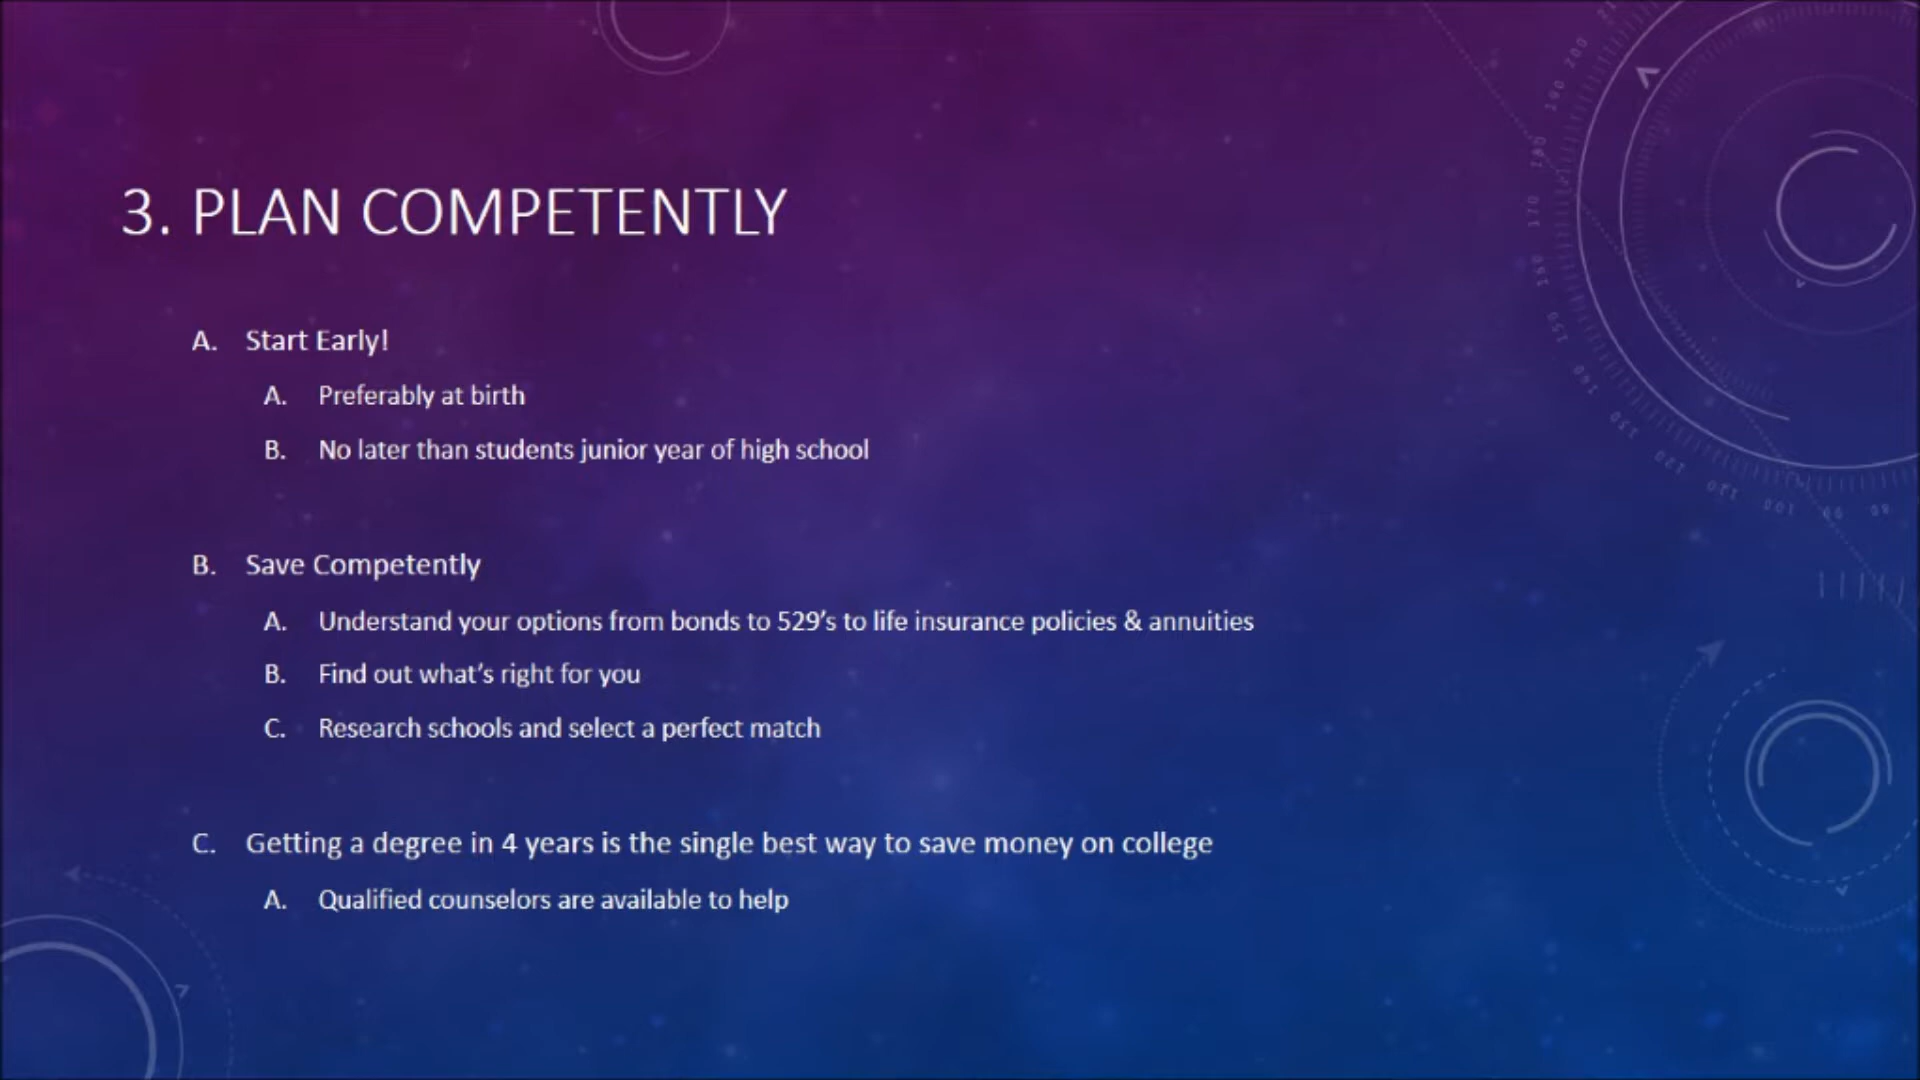 3. PLAN COMPETENTLY
A. Start Early!
A. Preferably at birth
B. No later than students junior year of high school
B. Save Competently
A. Understand your options from bonds to 529's to life insurance policies & annuities
B. Find out what's right for you
C. Research schools and select a perfect match
C. Getting a degree in 4 years is the single best way to save money on college
A. Qualified counselors are available to help